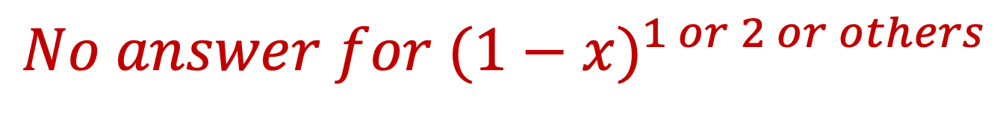 No answer for (1 − x)^{1 or 2 or others}